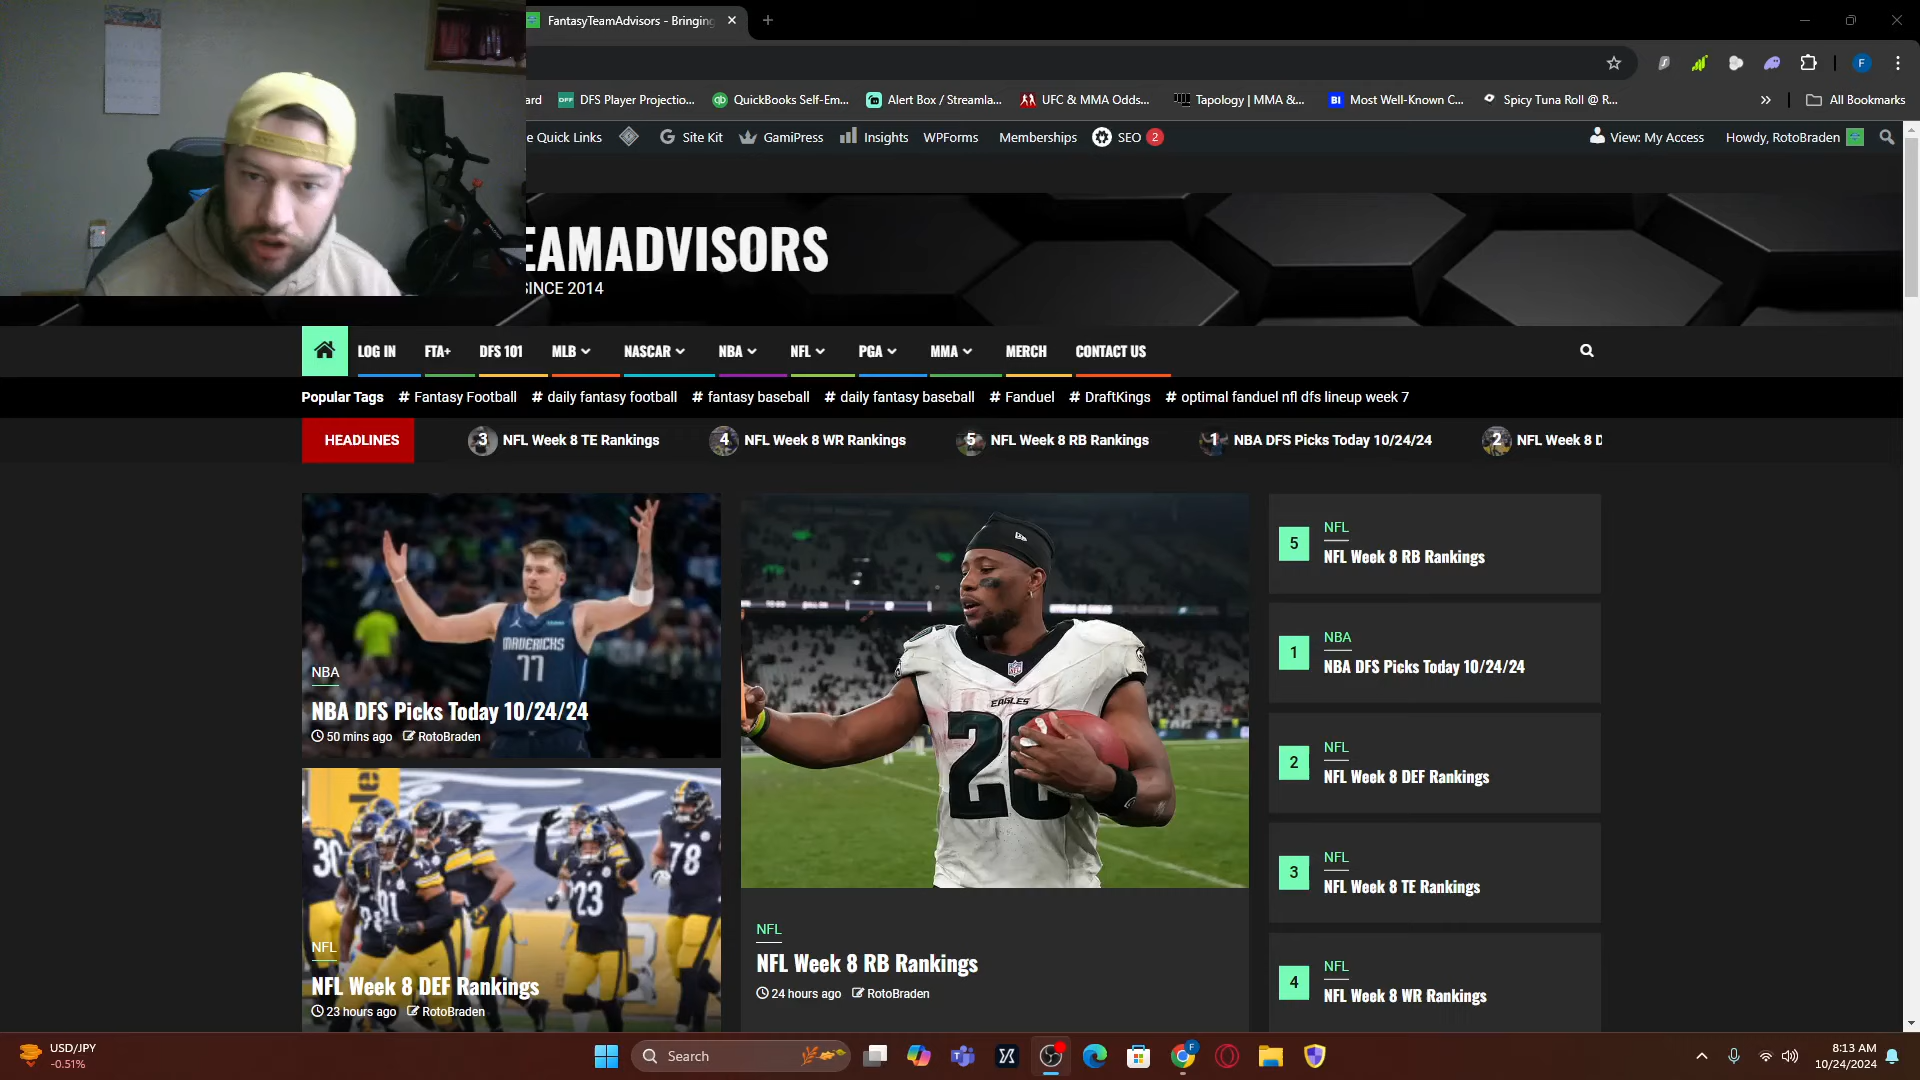 FantasyTeamAdvisors - Bringing
F
ard
DFS Player Projectio...
QuickBooks Self-Em...
Alert Box / Streamla...
UFC & MMA Odds...
Tapology | MMA &...
BI Most Well-Known C...
Spicy Tuna Roll @ R...
»
All Bookmarks
e Quick Links
Site Kit
GamiPress
Insights
WPForms
Memberships
SEO 2
View: My Access
Howdy, RotoBraden
EAMADVISORS
SINCE 2014
LOG IN FTA+ DFS 101 MLB NASCAR NBA NFL PGA MMA MERCH CONTACT US
Popular Tags # Fantasy Football # daily fantasy football # fantasy baseball # daily fantasy baseball # Fanduel # DraftKings # optimal fanduel nfl dfs lineup week 7
HEADLINES 3 NFL Week 8 TE Rankings 4 NFL Week 8 WR Rankings 5 NFL Week 8 RB Rankings 1 NBA DFS Picks Today 10/24/24 2 NFL Week 8 D
MAVERICKS
77
NBA
NBA DFS Picks Today 10/24/24
50 mins ago RotoBraden
30
78
91
23
NFL
NFL Week 8 DEF Rankings
23 hours ago RotoBraden
EAGLES
26
NFL
NFL Week 8 RB Rankings
24 hours ago RotoBraden
5
NFL
NFL Week 8 RB Rankings
1
NBA
NBA DFS Picks Today 10/24/24
2
NFL
NFL Week 8 DEF Rankings
3
NFL
NFL Week 8 TE Rankings
4
NFL
NFL Week 8 WR Rankings
USD/JPY
-0.51%
Search
F
8:13 AM
10/24/2024